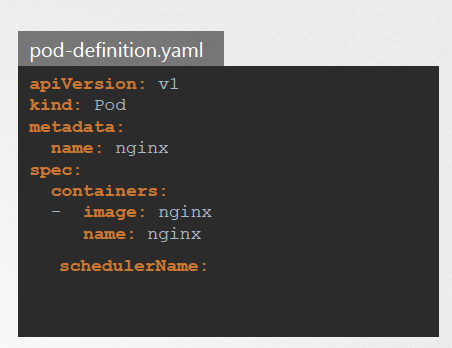 pod-definition.yaml
apiVersion: v1
kind: Pod
metadata:
  name: nginx
spec:
  containers:
  -  image: nginx
     name: nginx
   schedulerName: